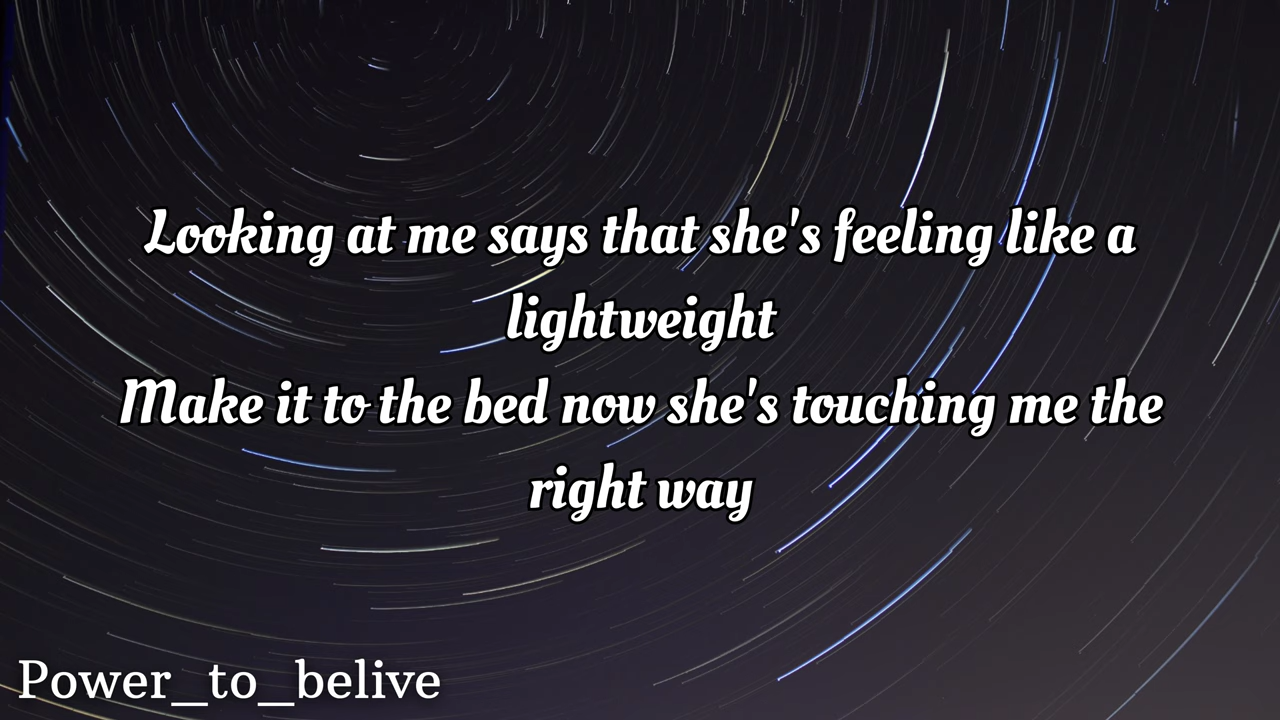 Looking at me says that she's feeling like a
lightweight
Make it to the bed now she's touching me the
right way
Power_to_belive